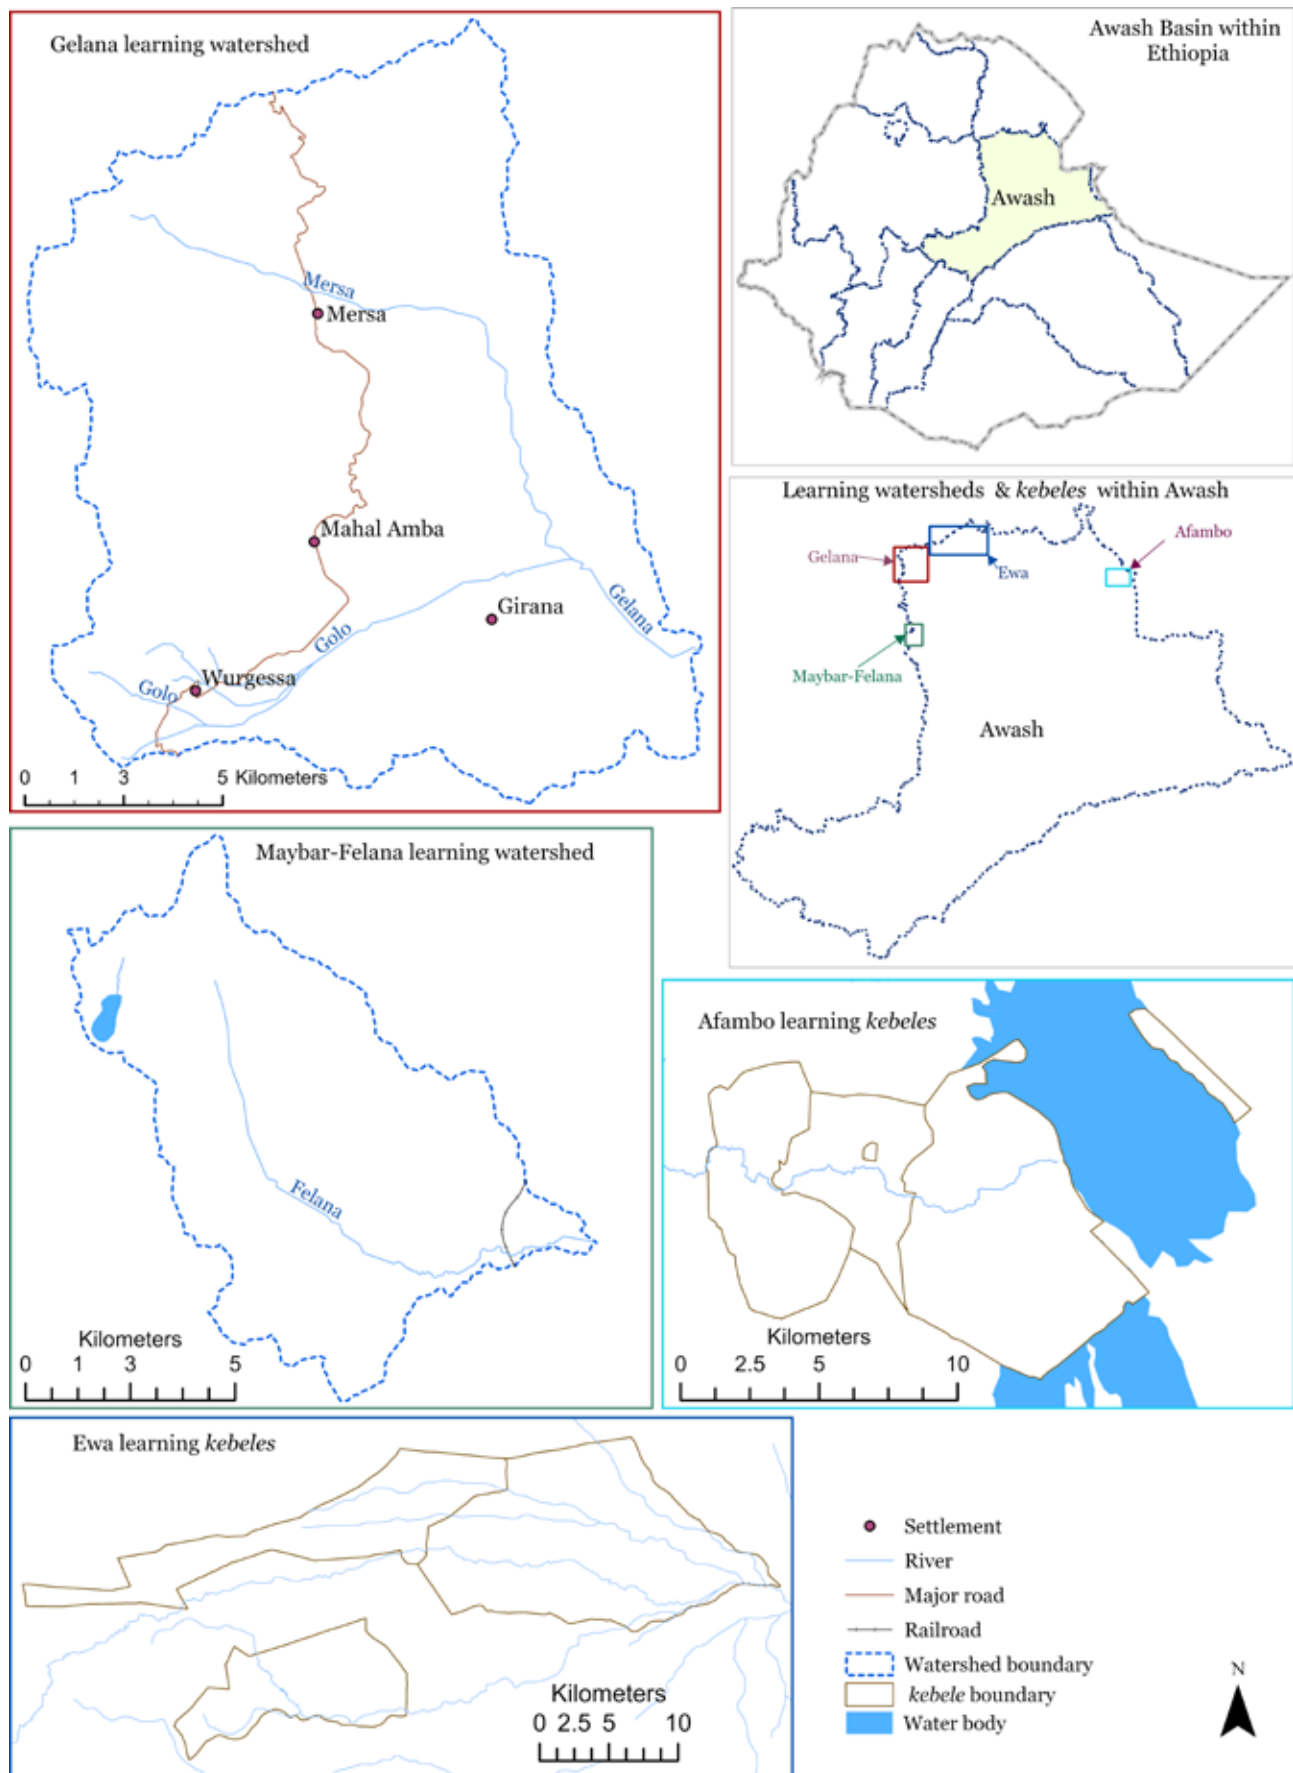 Gelana learning watershed
Mersa
Mersa
Mahal Amba
Girana
Gelana
Golo
Wurgessa
Golo
0 1 3 5 Kilometers
Awash Basin within
Ethiopia
Awash
Learning watersheds & kebeles within Awash
Afambo
Gelana
Ewa
Maybar-Felana
Awash
Maybar-Felana learning watershed
Felana
Kilometers
0 1 3 5
Afambo learning kebeles
Kilometers
0 2.5 5 10
Ewa learning kebeles
Kilometers
0 2.5 5 10
Settlement
River
Major road
Railroad
Watershed boundary
kebele boundary
Water body
N